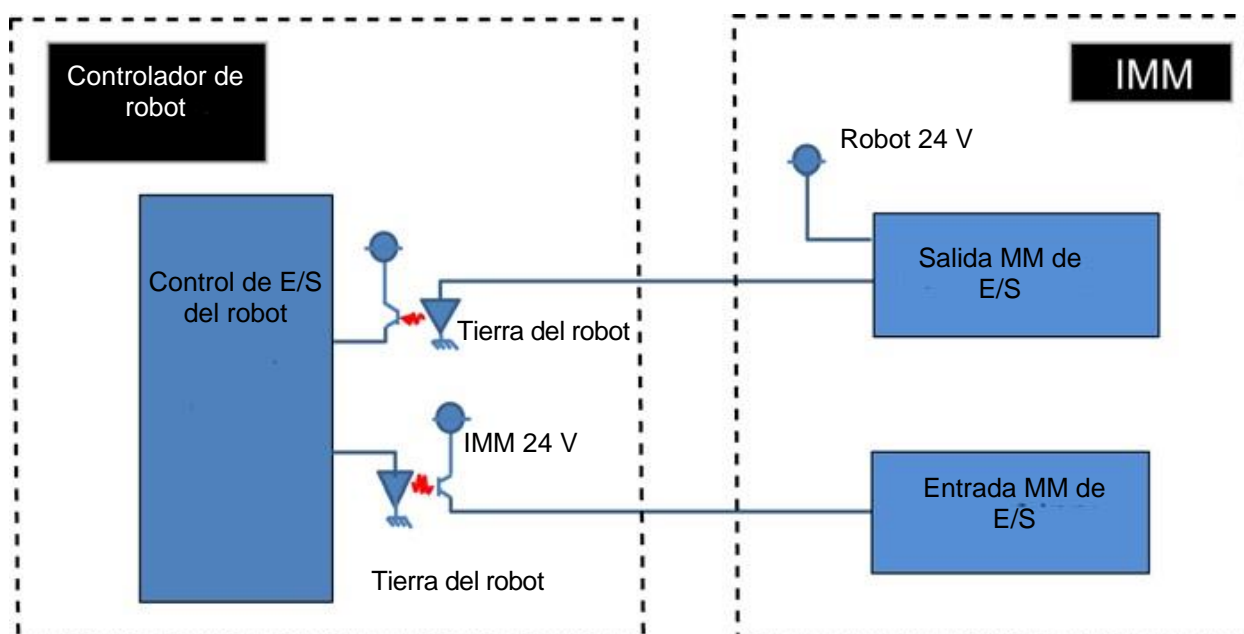 Controlador de
robot
IMM
Robot 24 V
Control de E/S
del robot
Salida MM de
E/S
Tierra del robot
IMM 24 V
Entrada MM de
E/S
Tierra del robot